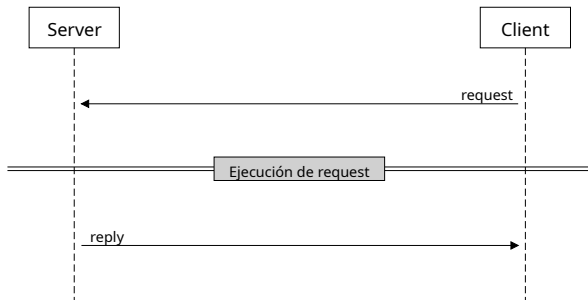 Server
Client
request
Ejecución de request
reply